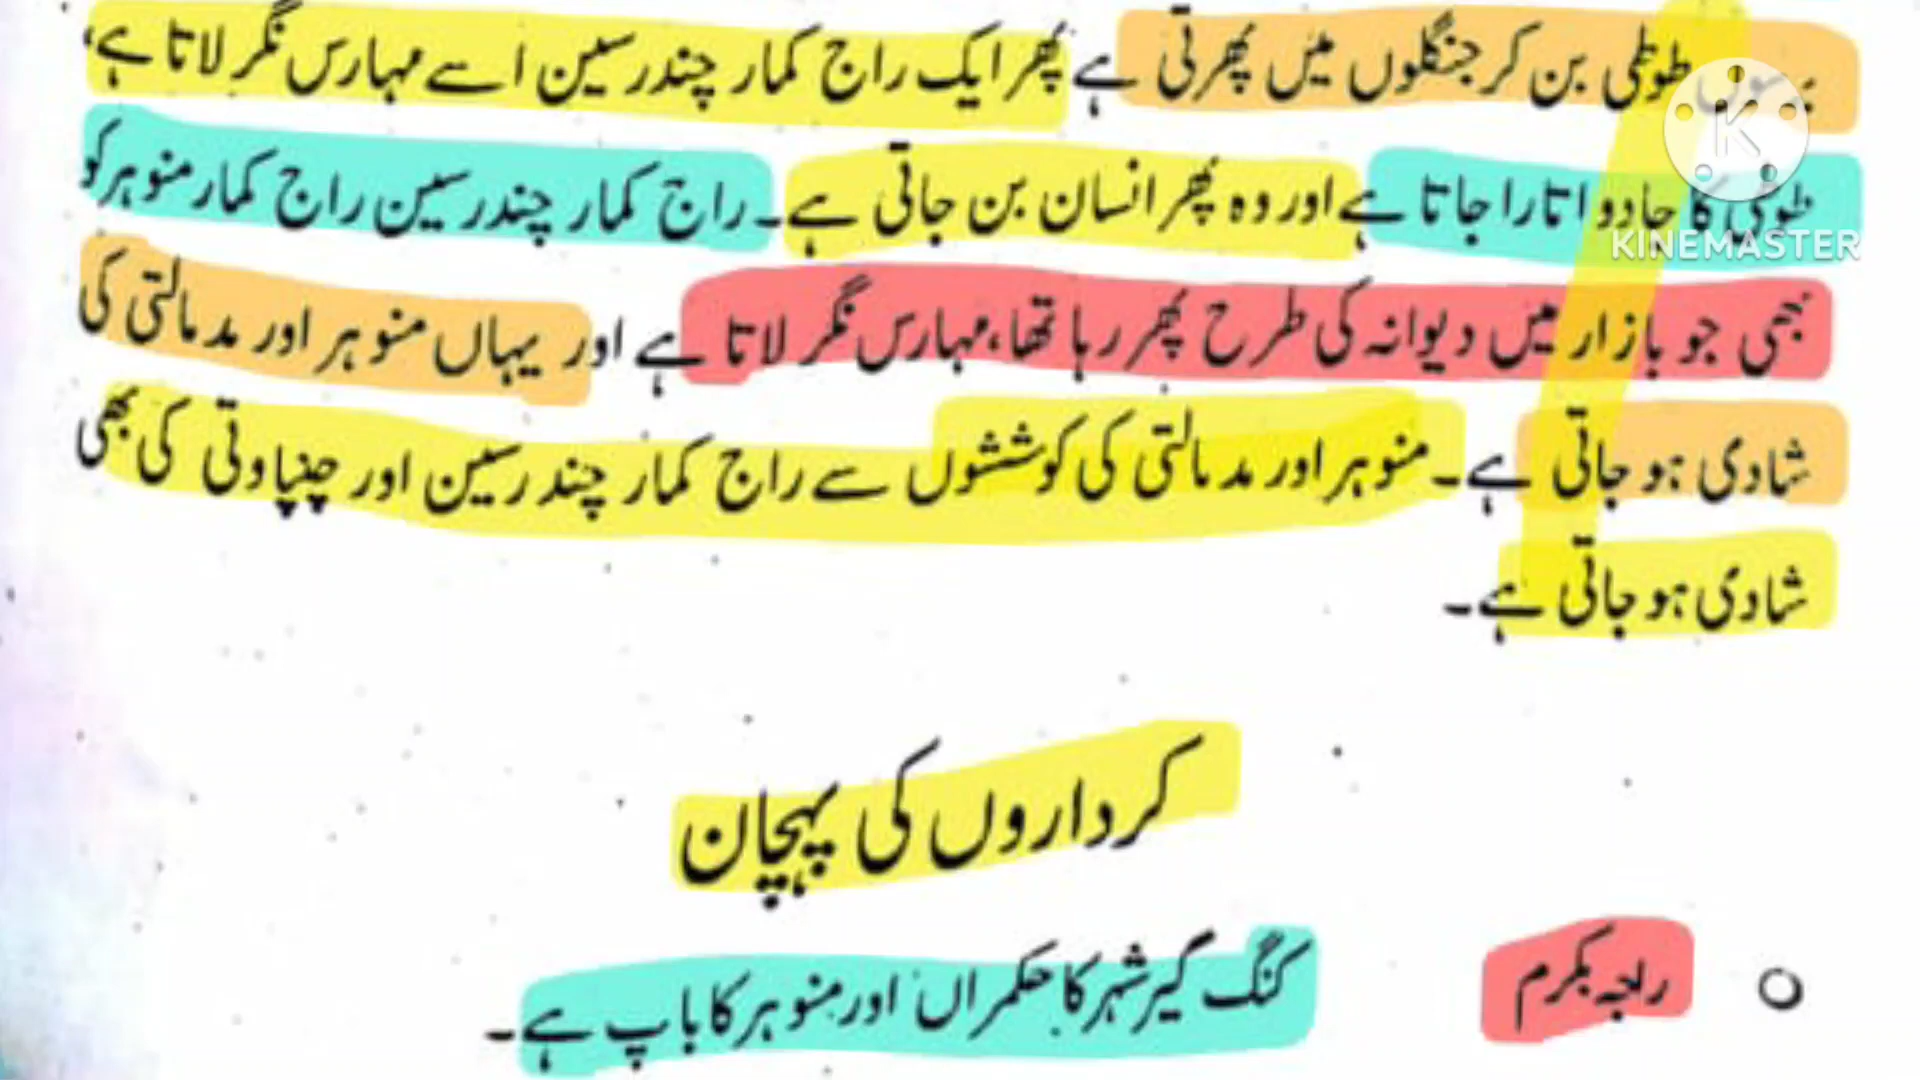 برسوں طوطی بن کر جنگلوں میں پھرتی ہے پھر ایک راج کمار چندر سین اسے مہارس نگر لاتا ہے،
طوطی کا جادو اتارا جاتا ہے اور وہ پھر انسان بن جاتی ہے۔ راج کمار چندر سین راج کمار منوہر کو
KINEMASTER
بھی جو بازار میں دیوانہ کی طرح پھر رہا تھا، مہارس نگر لاتا ہے اور یہاں منوہر اور مدمالتی کی
شادی ہو جاتی ہے۔ منوہر اور مدمالتی کی کوششوں سے راج کمار چندر سین اور چنپاوتی کی بھی
شادی ہو جاتی ہے۔
کرداروں کی پہچان
راجہ بکرم کنگ گیر شہر کا حکمراں اور منوہر کا باپ ہے۔